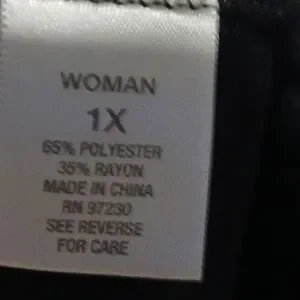 WOMAN
1X
65% POLYESTER
35% RAYON
MADE IN CHINA
RN 97230
SEE REVERSE
FOR CARE